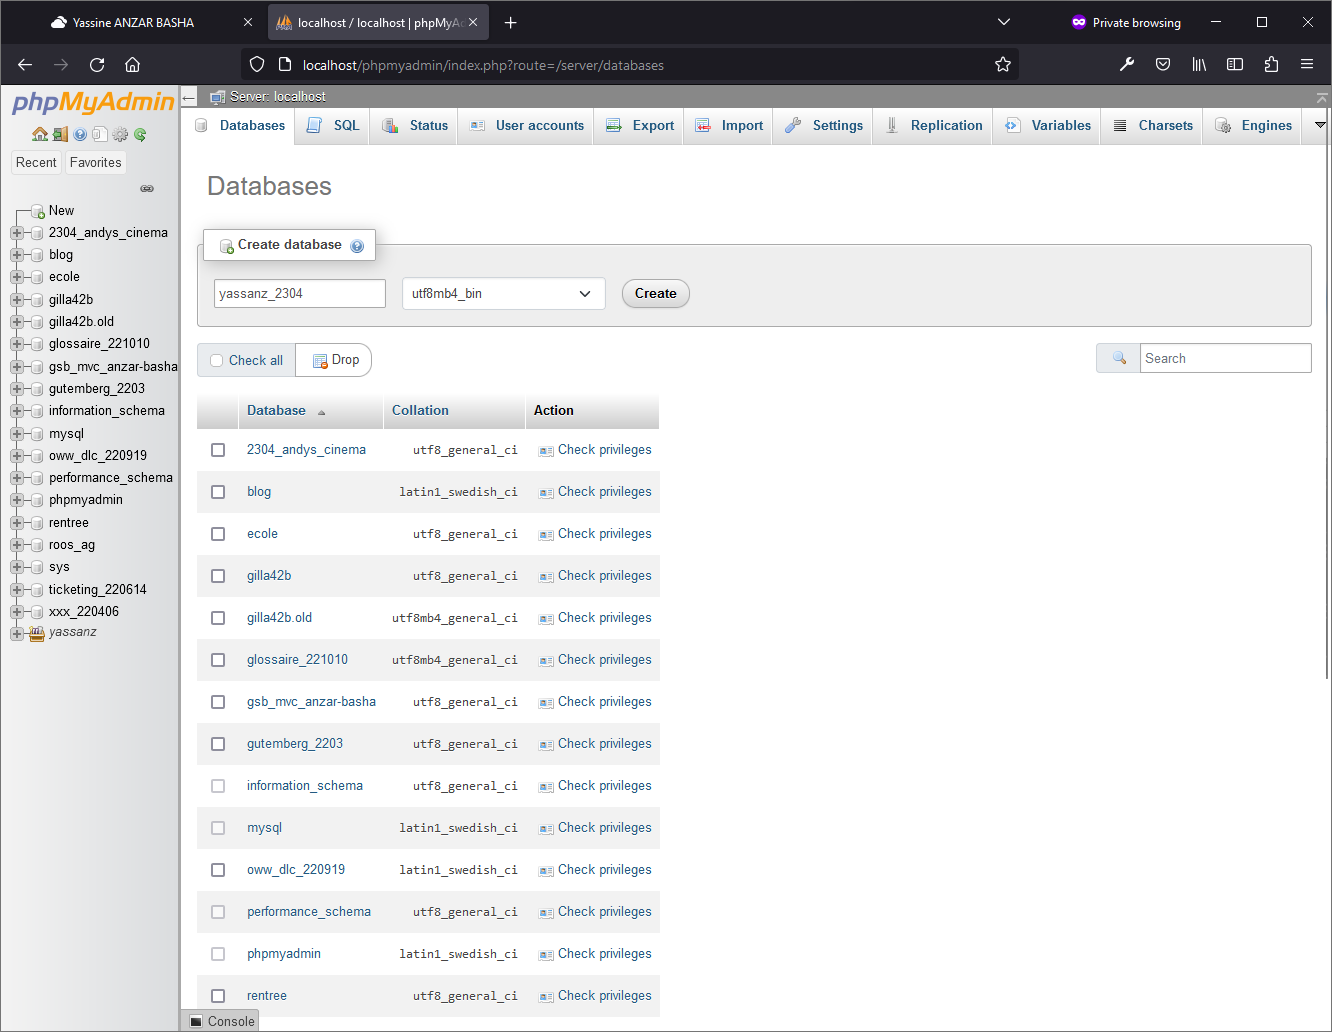 Yassine ANZAR BASHA
localhost / localhost | phpMyAd
Private browsing
localhost/phpmyadmin/index.php?route=/server/databases
phpMyAdmin
Server: localhost
Databases SQL Status User accounts Export Import Settings Replication Variables Charsets Engines
Recent Favorites
New
2304_andys_cinema
blog
ecole
gilla42b
gilla42b.old
glossaire_221010
gsb_mvc_anzar-basha
gutemberg_2203
information_schema
mysql
oww_dlc_220919
performance_schema
phpmyadmin
rentree
roos_ag
sys
ticketing_220614
xxx_220406
yassanz
Databases
Create database
yassanz_2304 utf8mb4_bin Create
Check all Drop Search
Database Collation Action
2304_andys_cinema utf8_general_ci Check privileges
blog latin1_swedish_ci Check privileges
ecole utf8_general_ci Check privileges
gilla42b utf8_general_ci Check privileges
gilla42b.old utf8mb4_general_ci Check privileges
glossaire_221010 utf8mb4_general_ci Check privileges
gsb_mvc_anzar-basha utf8_general_ci Check privileges
gutemberg_2203 utf8_general_ci Check privileges
information_schema utf8_general_ci Check privileges
mysql latin1_swedish_ci Check privileges
oww_dlc_220919 latin1_swedish_ci Check privileges
performance_schema utf8_general_ci Check privileges
phpmyadmin latin1_swedish_ci Check privileges
rentree utf8_general_ci Check privileges
Console